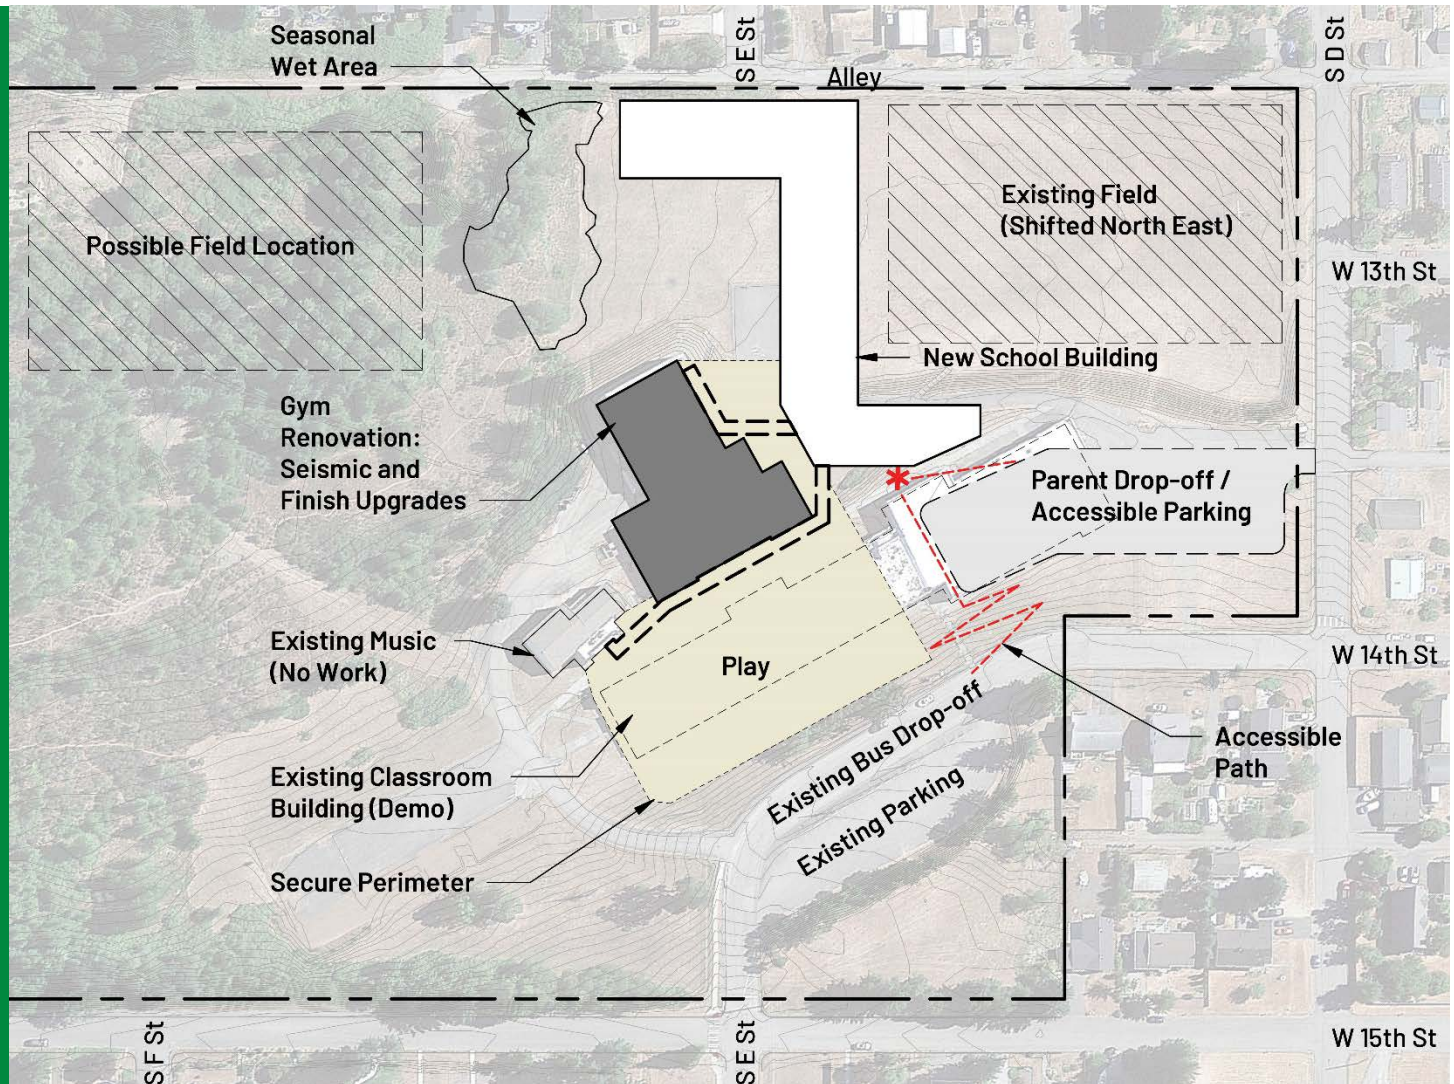 Seasonal
Wet Area
S E St
Alley
S D St
Possible Field Location
Existing Field
(Shifted North East)
W 13th St
New School Building
Gym
Renovation:
Seismic and
Finish Upgrades
Parent Drop-off /
Accessible Parking
Existing Music
(No Work)
Play
W 14th St
Existing Bus Drop-off
Accessible
Path
Existing Classroom
Building (Demo)
Existing Parking
Secure Perimeter
S F St
S E St
W 15th St